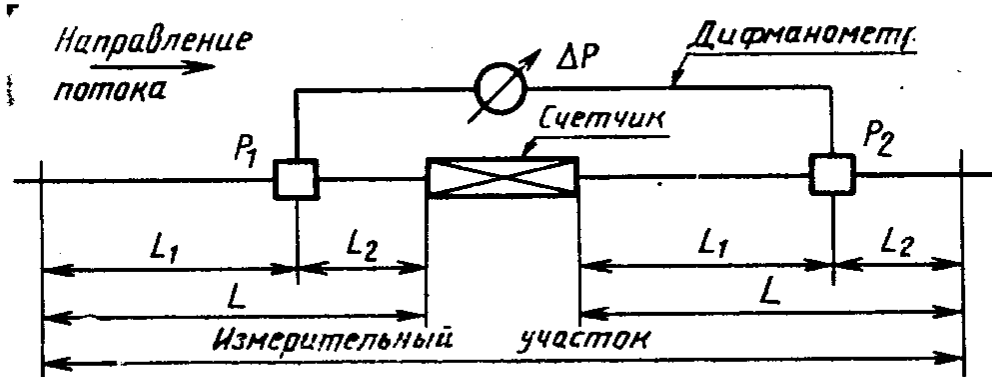 Направление
потока
ΔP
Дифманометр
Счетчик
P₁
P₂
L₁
L₂
L₁
L₂
L
L
Измерительный участок